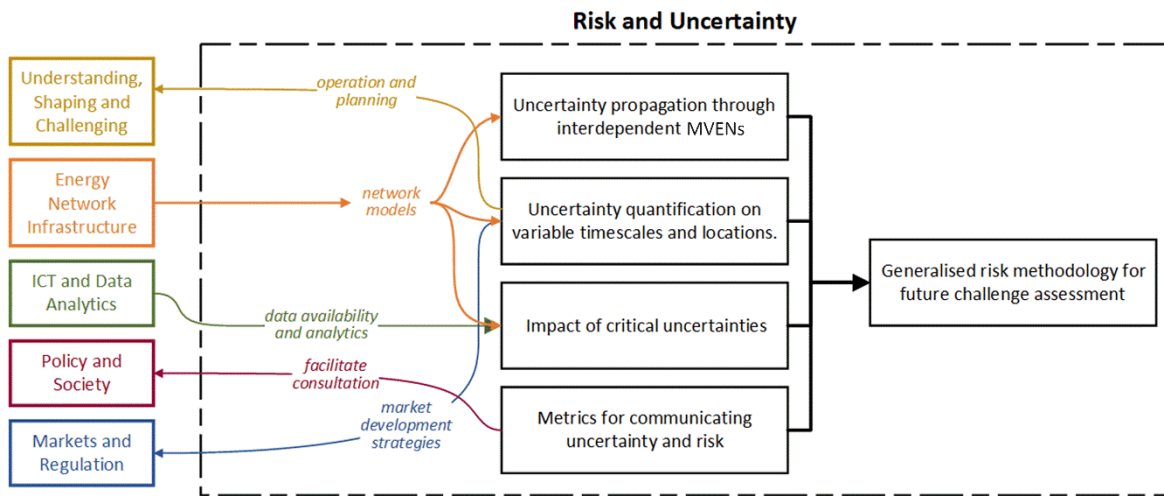 Risk and Uncertainty
Understanding,
Shaping and
Challenging
Energy
Network
Infrastructure
ICT and Data
Analytics
Policy and
Society
Markets and
Regulation
operation and
planning
network
models
data availability
and analytics
facilitate
consultation
market
development
strategies
Uncertainty propagation through
interdependent MVENs
Uncertainty quantification on
variable timescales and locations.
Impact of critical uncertainties
Metrics for communicating
uncertainty and risk
Generalised risk methodology for
future challenge assessment